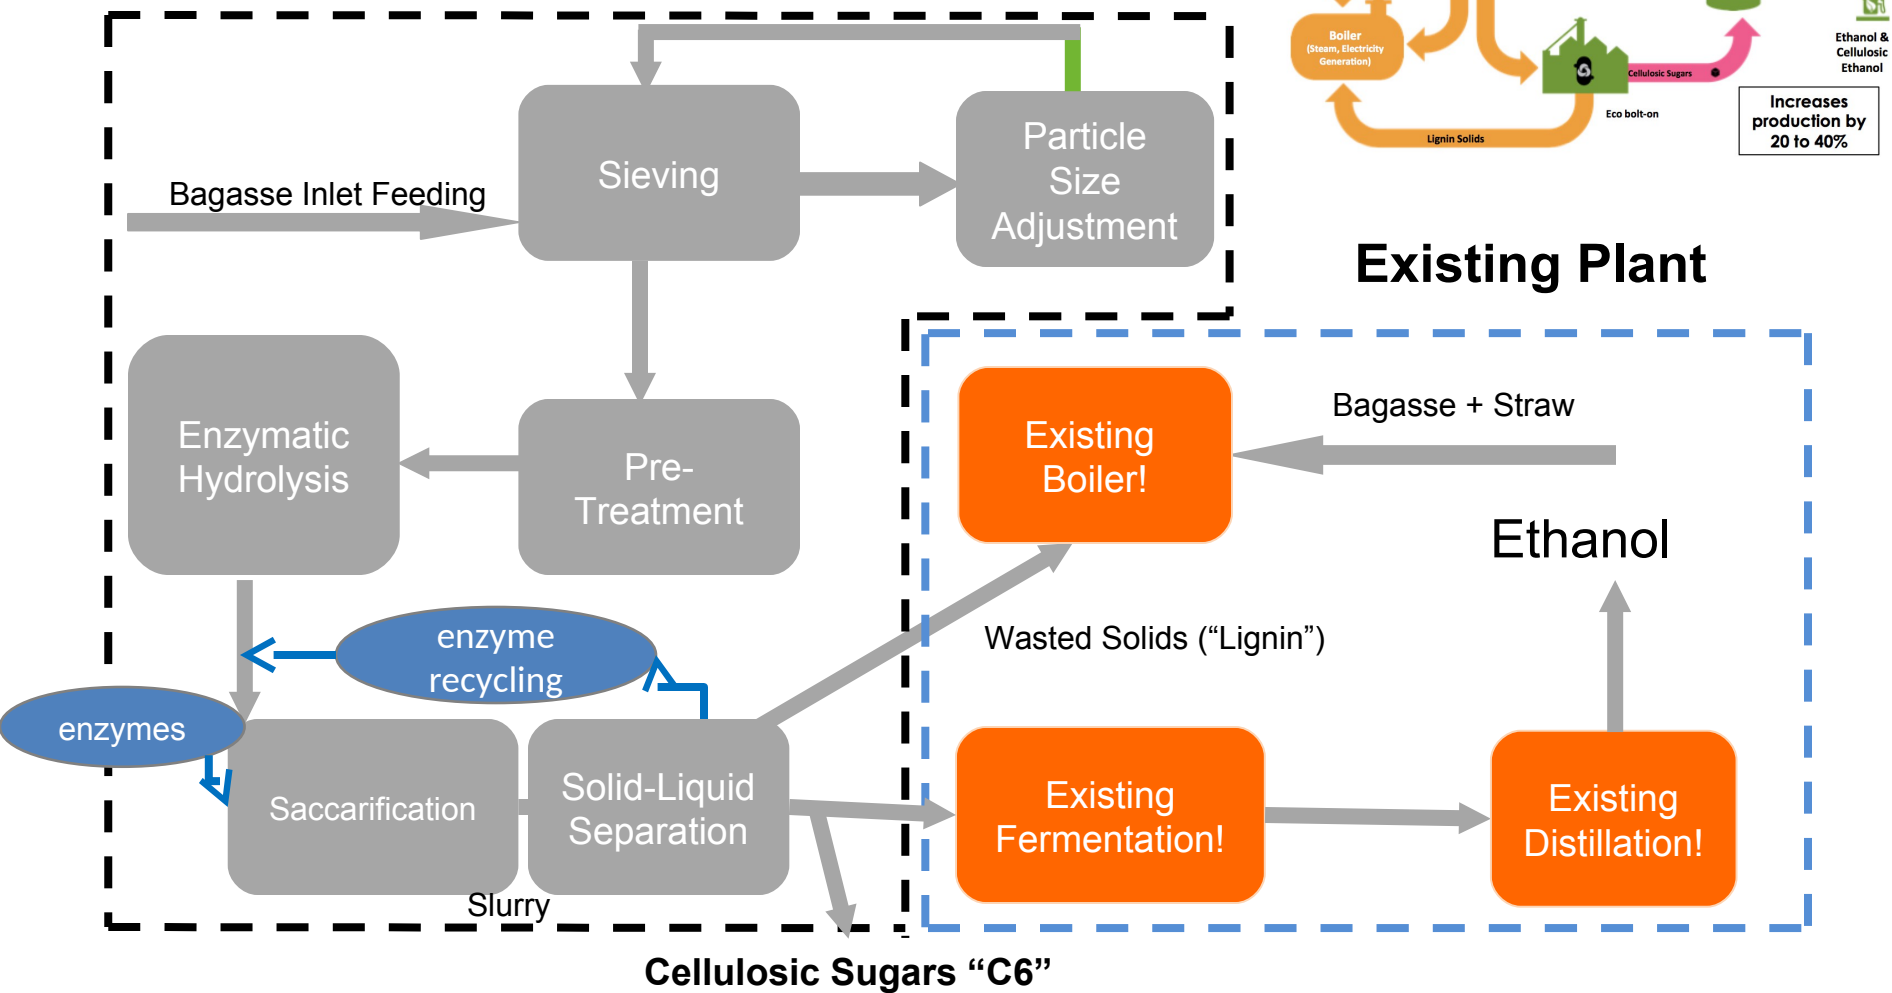 Boiler
(Steam, Electricity
Generation)
Cellulosic Sugars
Eco bolt-on
Lignin Solids
Ethanol &
Cellulosic
Ethanol
Increases
production by
20 to 40%
Sieving
Particle
Size
Adjustment
Bagasse Inlet Feeding
Existing Plant
Enzymatic
Hydrolysis
Pre-
Treatment
Existing
Boiler!
Bagasse + Straw
Ethanol
enzyme
recycling
Wasted Solids (“Lignin”)
enzymes
Saccarification
Solid-Liquid
Separation
Existing
Fermentation!
Existing
Distillation!
Slurry
Cellulosic Sugars “C6”